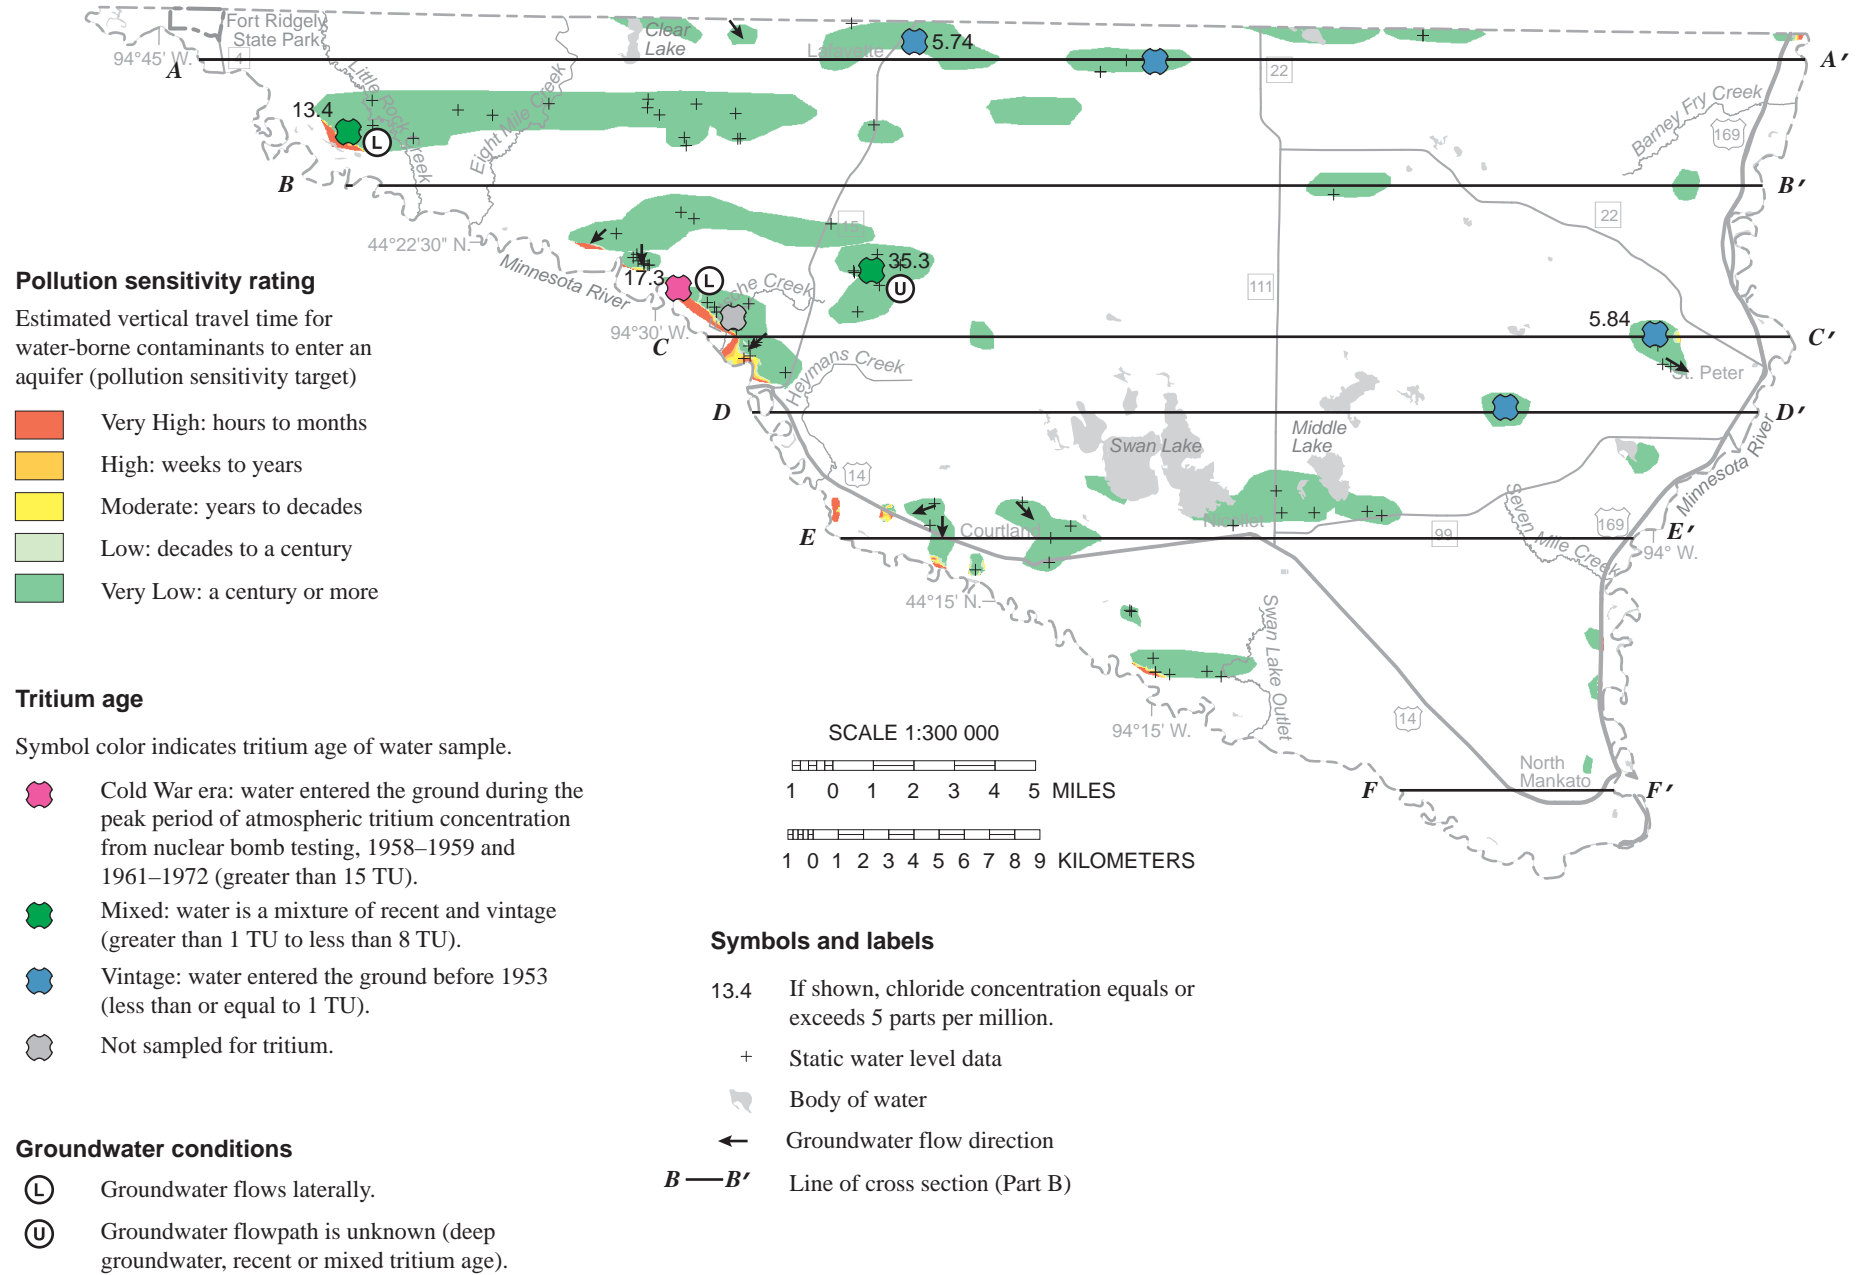 Fort Ridgely
State Park
94°45' W.
4
A
Little Rock Creek
Eight Mile Creek
Clear
Lake
Lafayette
5.74
22
A'
13.4
L
Barney Fry Creek
169
B
B'
15
22
44°22'30" N.
Minnesota River
17.3
L
35.3
U
111
94°30' W.
C
5.84
C'
Heymans Creek
St. Peter
D
D'
Swan Lake
Middle
Lake
14
Minnesota River
Seven Mile Creek
Courtland
Nicollet
99
169
E
E'
94° W.
44°15' N.
Swan Lake Outlet
94°15' W.
14
North
Mankato
F
F'
Pollution sensitivity rating
Estimated vertical travel time for
water-borne contaminants to enter an
aquifer (pollution sensitivity target)
Very High: hours to months
High: weeks to years
Moderate: years to decades
Low: decades to a century
Very Low: a century or more
Tritium age
Symbol color indicates tritium age of water sample.
Cold War era: water entered the ground during the
peak period of atmospheric tritium concentration
from nuclear bomb testing, 1958–1959 and
1961–1972 (greater than 15 TU).
Mixed: water is a mixture of recent and vintage
(greater than 1 TU to less than 8 TU).
Vintage: water entered the ground before 1953
(less than or equal to 1 TU).
Not sampled for tritium.
Groundwater conditions
L Groundwater flows laterally.
U Groundwater flowpath is unknown (deep
groundwater, recent or mixed tritium age).
SCALE 1:300 000
1 0 1 2 3 4 5 MILES
1 0 1 2 3 4 5 6 7 8 9 KILOMETERS
Symbols and labels
13.4 If shown, chloride concentration equals or
exceeds 5 parts per million.
+ Static water level data
Body of water
Groundwater flow direction
B B' Line of cross section (Part B)